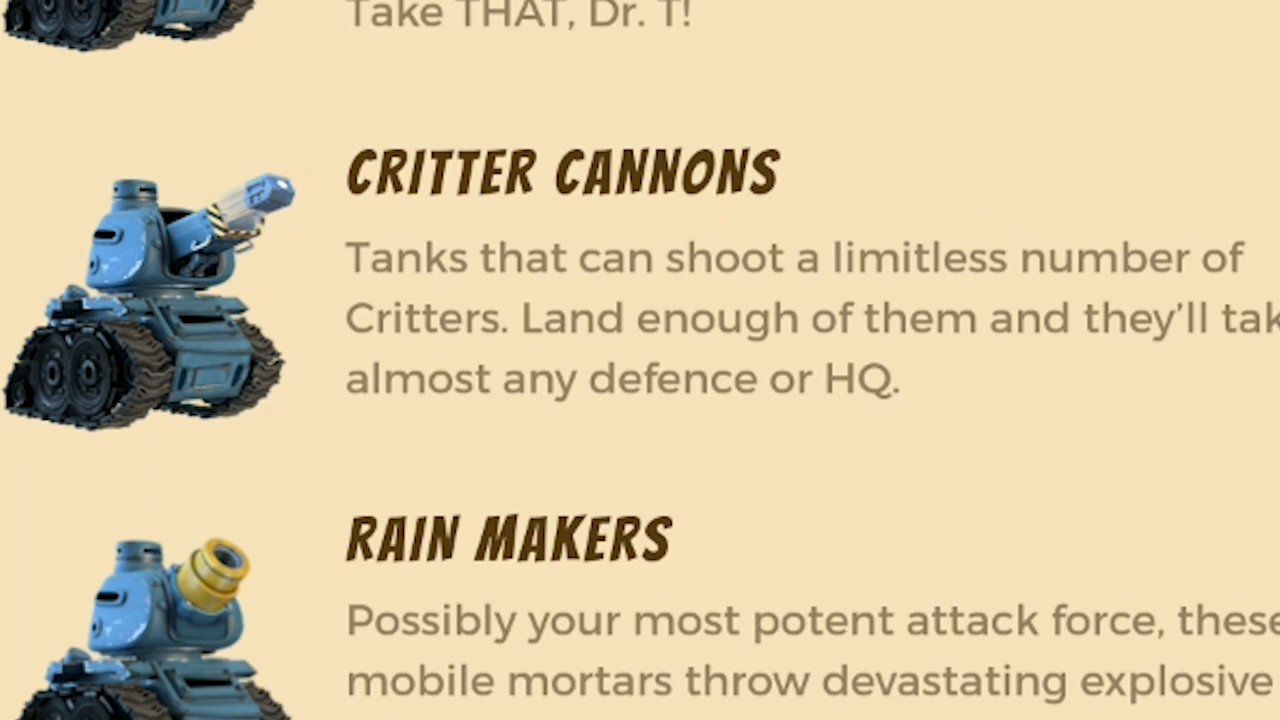 Take THAT, Dr. T!
CRITTER CANNONS
Tanks that can shoot a limitless number of
Critters. Land enough of them and they’ll
almost any defence or HQ.
RAIN MAKERS
Possibly your most potent attack force, these
mobile mortars throw devastating explosive